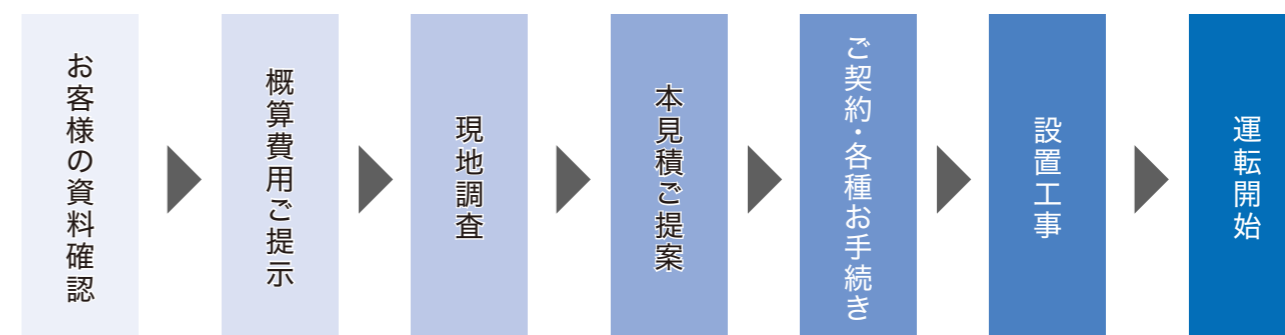 お客様の資料確認
概算費用ご提示
現地調査
本見積ご提案
ご契約・各種お手続き
設置工事
運転開始